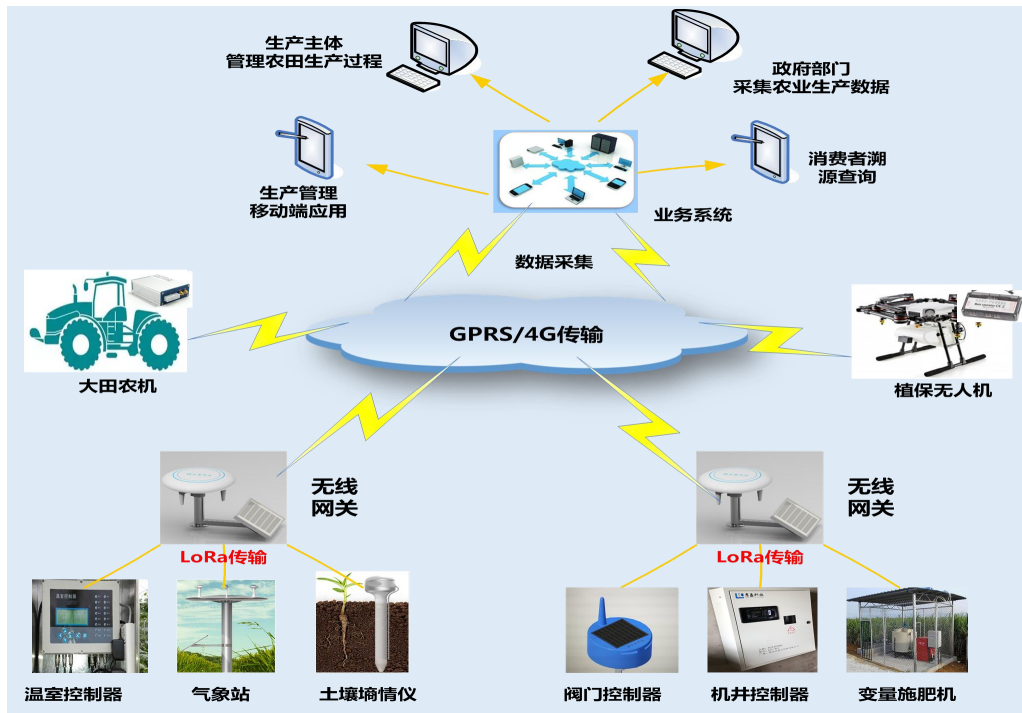 生产主体
管理农田生产过程
政府部门
采集农业生产数据
生产管理
移动端应用
消费者溯
源查询
业务系统
数据采集
GPRS/4G传输
大田农机
植保无人机
无线
网关
无线
网关
LoRa传输
LoRa传输
温室控制器
温室控制器
气象站
土壤墒情仪
阀门控制器
机井控制器
变量施肥机